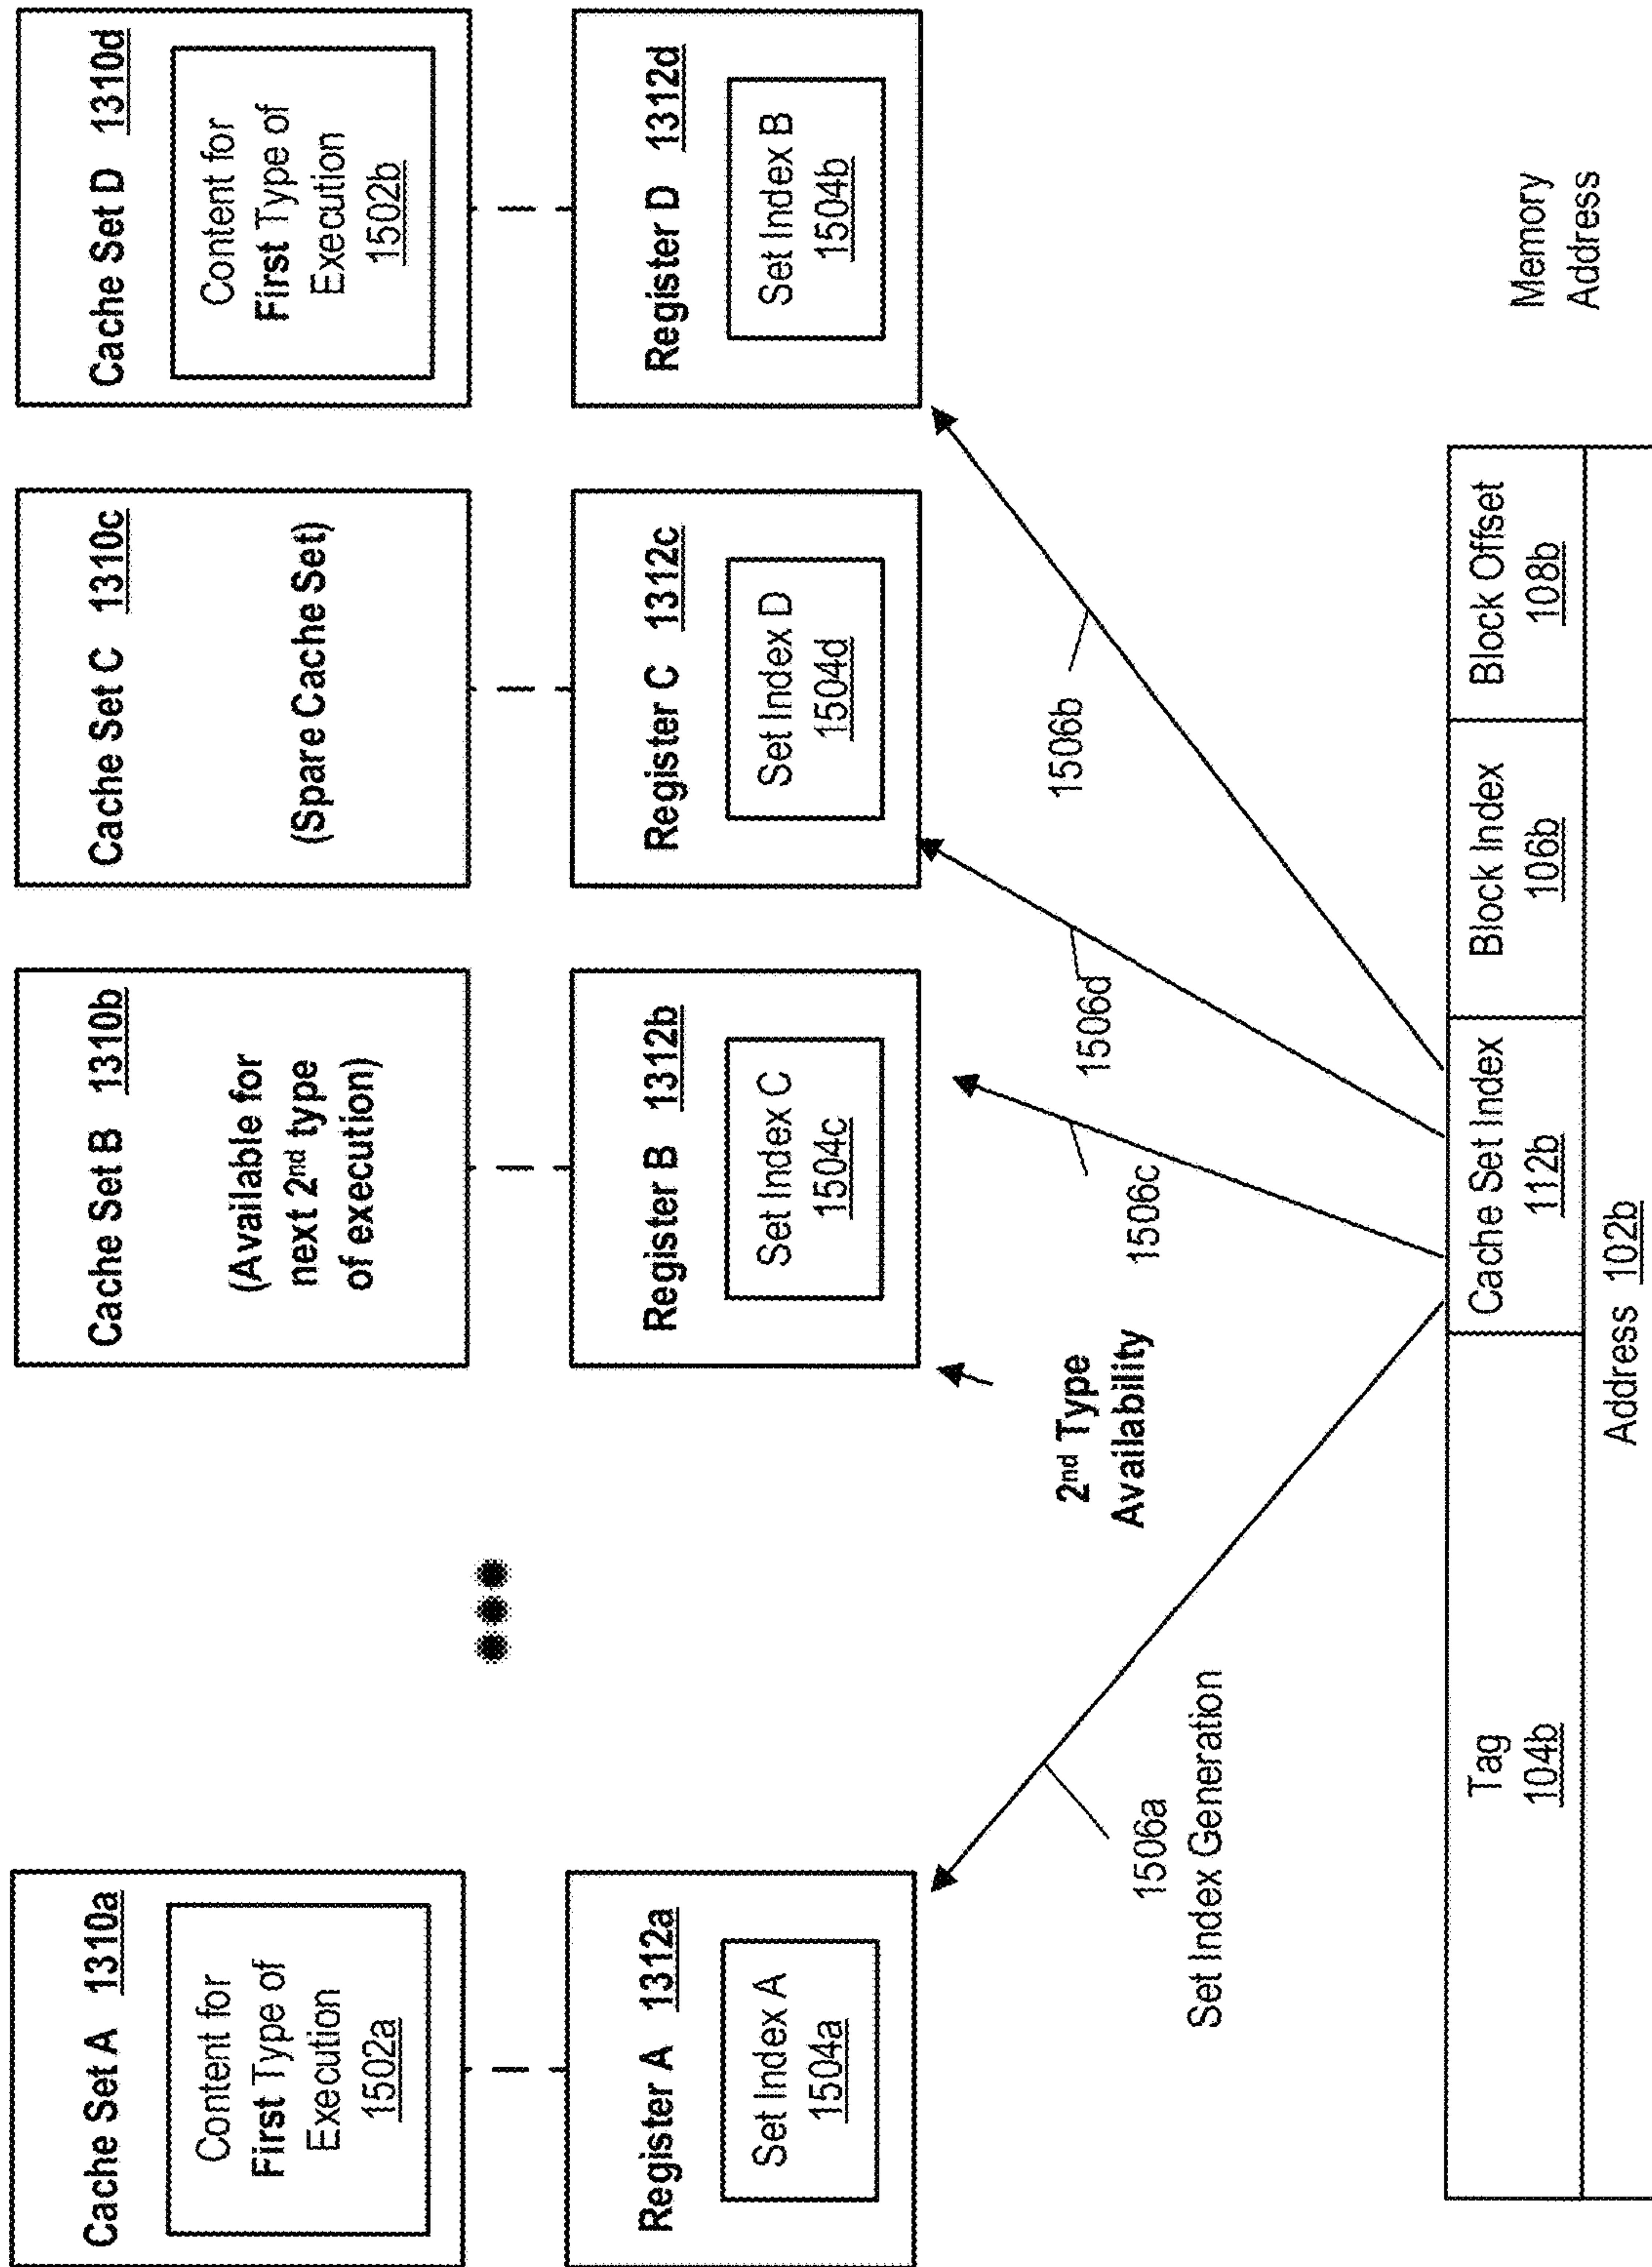 Cache Set A 1310a
Content for
First Type of
Execution
1502a
Cache Set B 1310b
(Available for
next 2nd type
of execution)
Cache Set C 1310c
(Spare Cache Set)
Cache Set D 1310d
Content for
First Type of
Execution
1502b
Register A 1312a
Set Index A
1504a
Register B 1312b
Set Index C
1504c
Register C 1312c
Set Index D
1504d
Register D 1312d
Set Index B
1504b
2nd Type
Availability
1506a
Set Index Generation
1506c
1506d
1506b
Tag
104b
Cache Set Index
112b
Block Index
106b
Block Offset
108b
Memory
Address
Address 102b